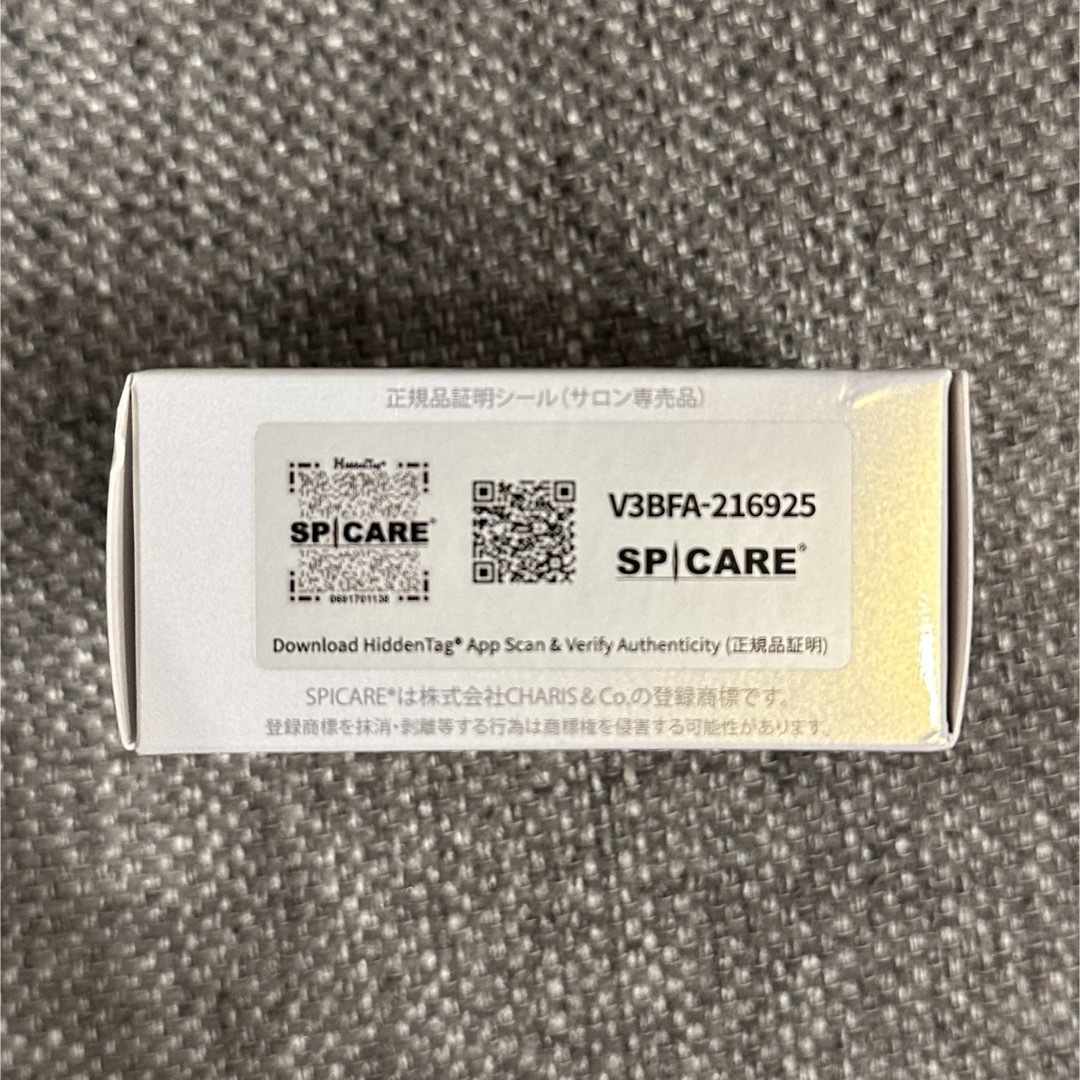 正規品証明シール(サロン専売品)
HiddenTag®
SPICARE®
0691701138
V3BFA-216925
SPICARE®
Download HiddenTag® App Scan & Verify Authenticity (正規品証明)
SPICARE®は株式会社CHARIS&Co.の登録商標です。
登録商標を抹消・剥離等する行為は商標権を侵害する可能性があります。